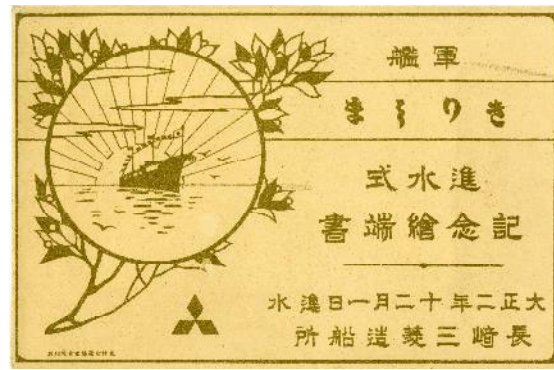 軍艦
きりしま
進水式
記念繪端書
大正二年十二月一日進水
長崎三菱造船所